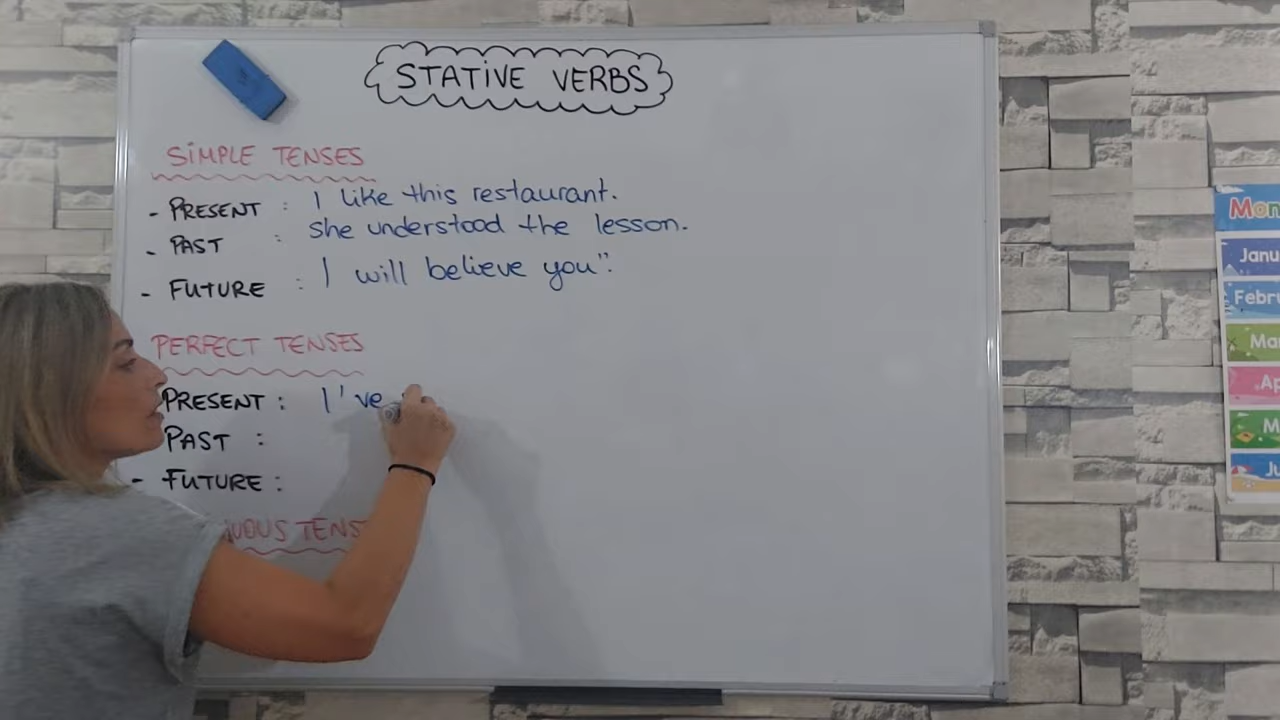 STATIVE VERBS
SIMPLE TENSES
- PRESENT : I like this restaurant.
- PAST : she understood the lesson.
- FUTURE : I will believe you".
PERFECT TENSES
PRESENT : I've
PAST :
- FUTURE :